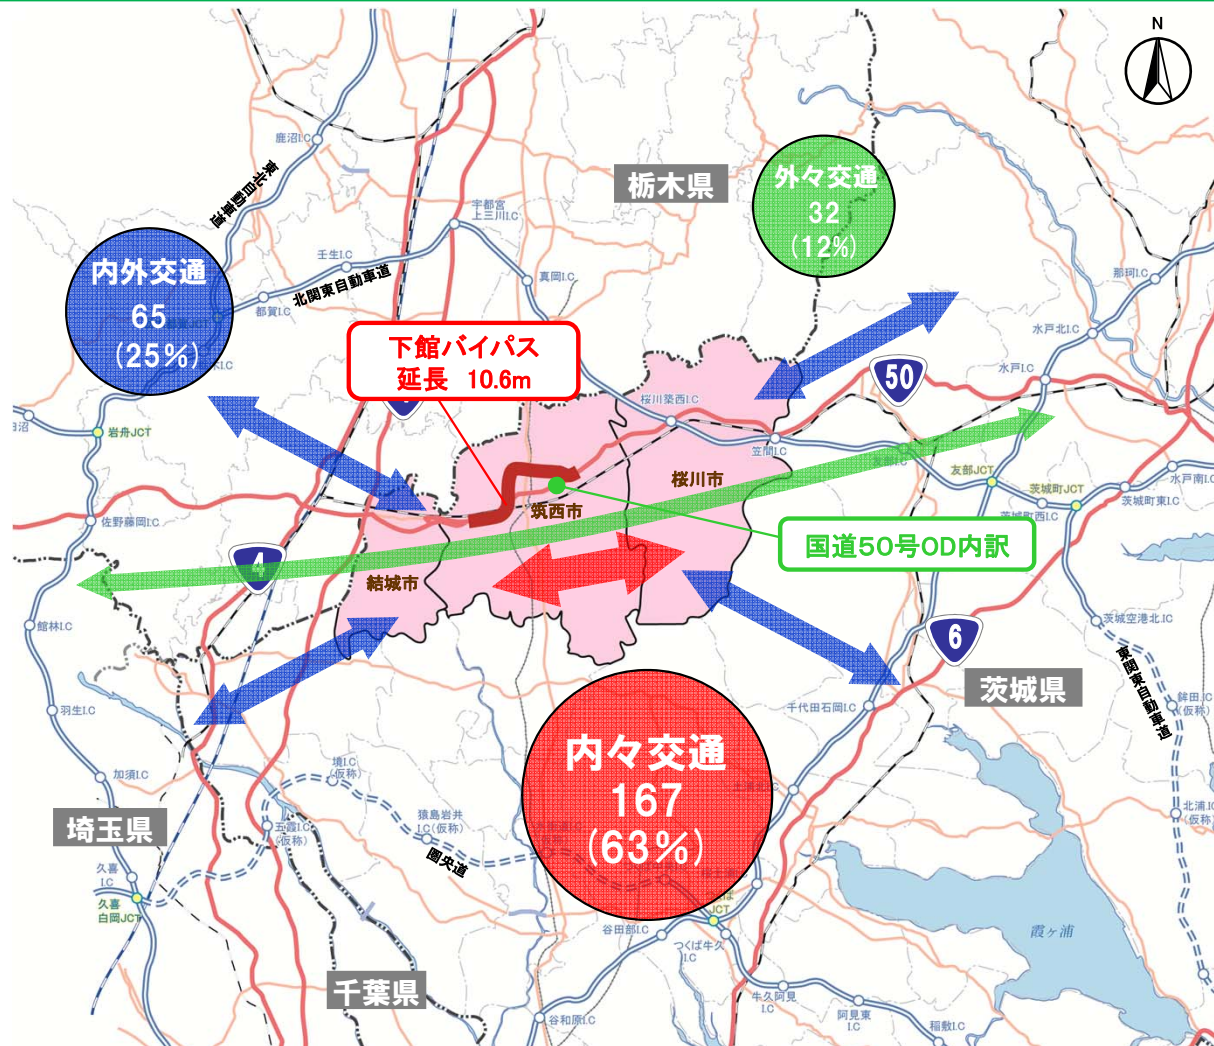 N
鹿沼I.C
東北自動車道
栃木県
外々交通
32
(12%)
宇都宮
上三川I.C
壬生I.C
北関東自動車道
真岡I.C
那珂I.C
内外交通
65
(25%)
都賀I.C
水戸北I.C
下館バイパス
延長 10.6m
水戸I.C
50
桜川築西I.C
岩舟JCT
笠間I.C
友部JCT
桜川市
水戸南I.C
茨城町JCT
茨城町東I.C
茨城町西I.C
佐野藤岡I.C
筑西市
国道50号OD内訳
4
結城市
館林I.C
6
茨城空港北I.C
東関東自動車道
茨城県
鉾田I.C
(仮称)
羽生I.C
千代田石岡I.C
内々交通
167
(63%)
境I.C
(仮称)
加須I.C
猿島岩井
I.C(仮称)
北浦I.C
(仮称)
埼玉県
五霞I.C
(仮称)
圏央道
久喜
I.C
久喜
白岡JCT
JCT
谷田部I.C
つくば牛久
I.C
霞ヶ浦
千葉県
牛久阿見
I.C
阿見東
I.C
谷和原I.C
稲敷I.C